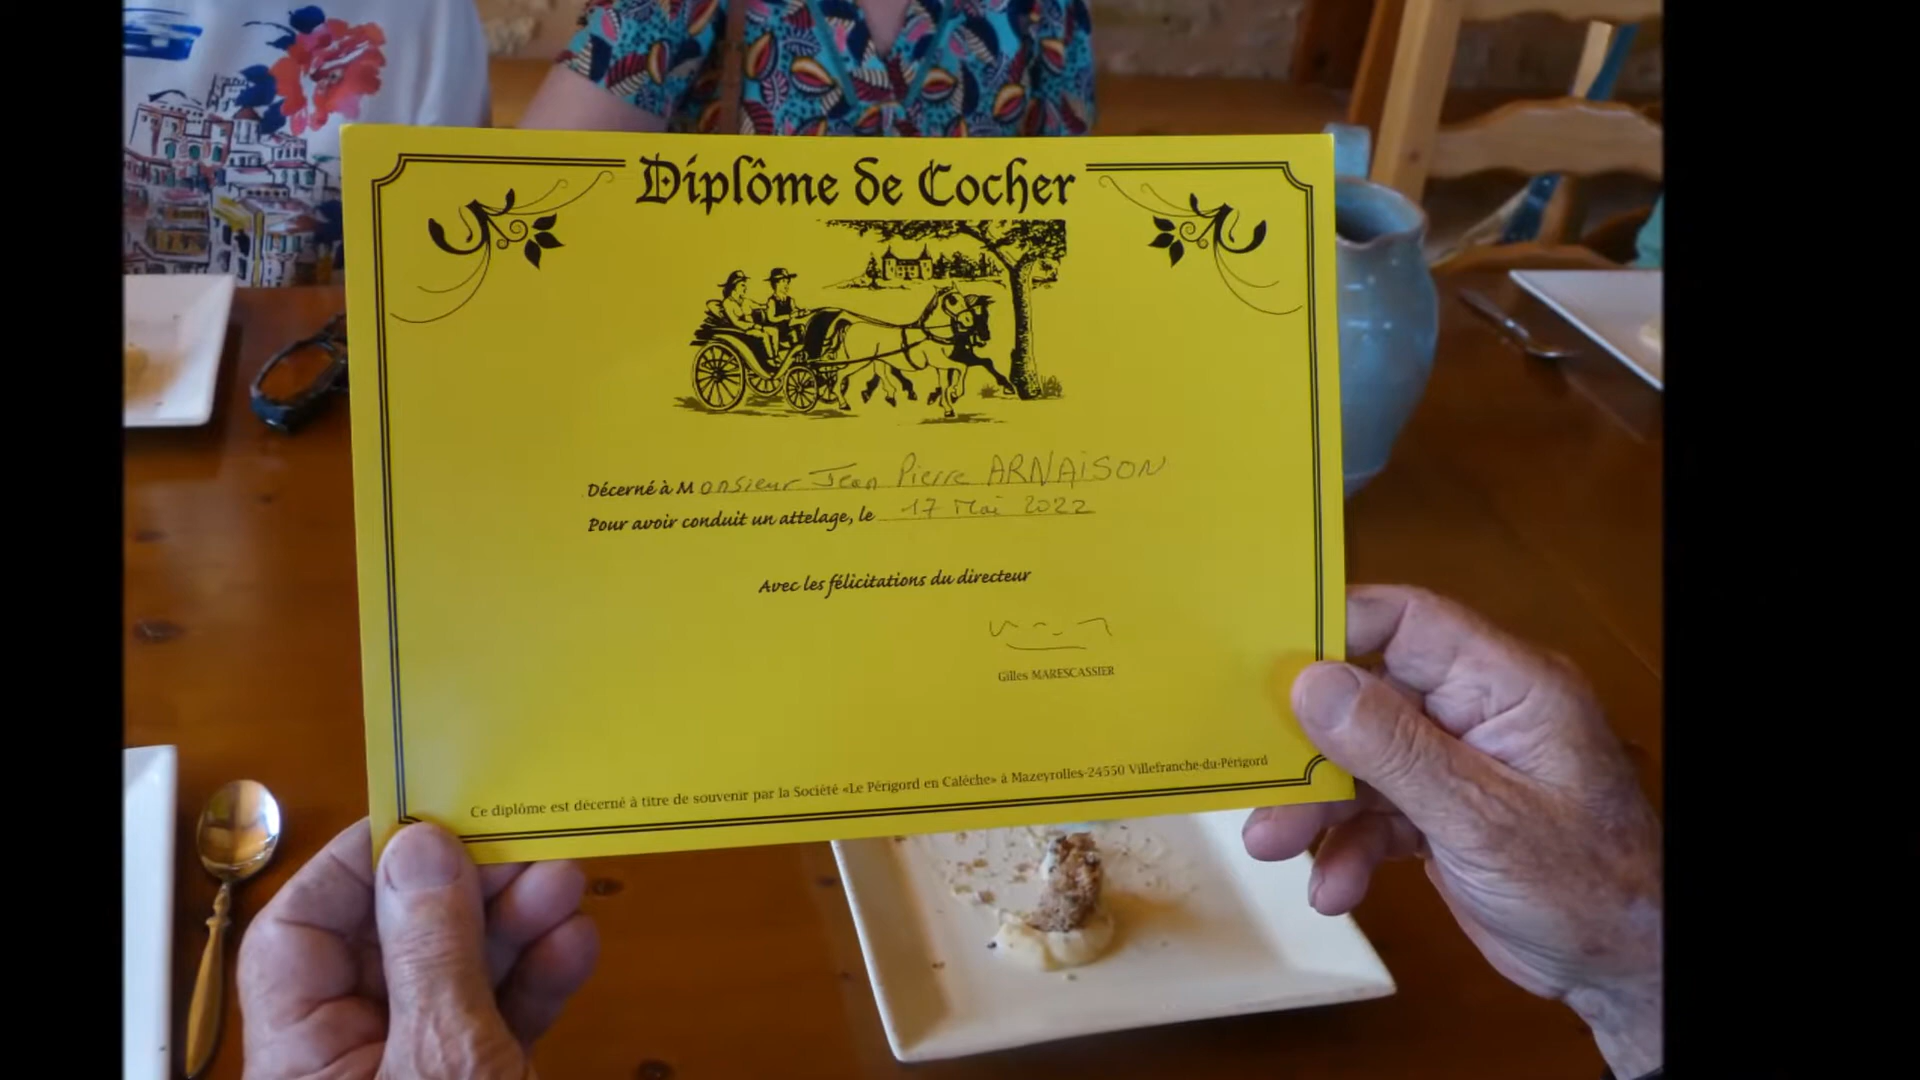 Diplôme de Cocher
Décerné à Monsieur Jean Pierre ARNAISON
Pour avoir conduit un attelage, le 17 Mai 2022
Avec les félicitations du directeur
Gilles MARESCASSIER
Ce diplôme est décerné à titre de souvenir par la Société «Le Périgord en Calèche» à Mazeyrolles-24550 Villefranche-du-Périgord